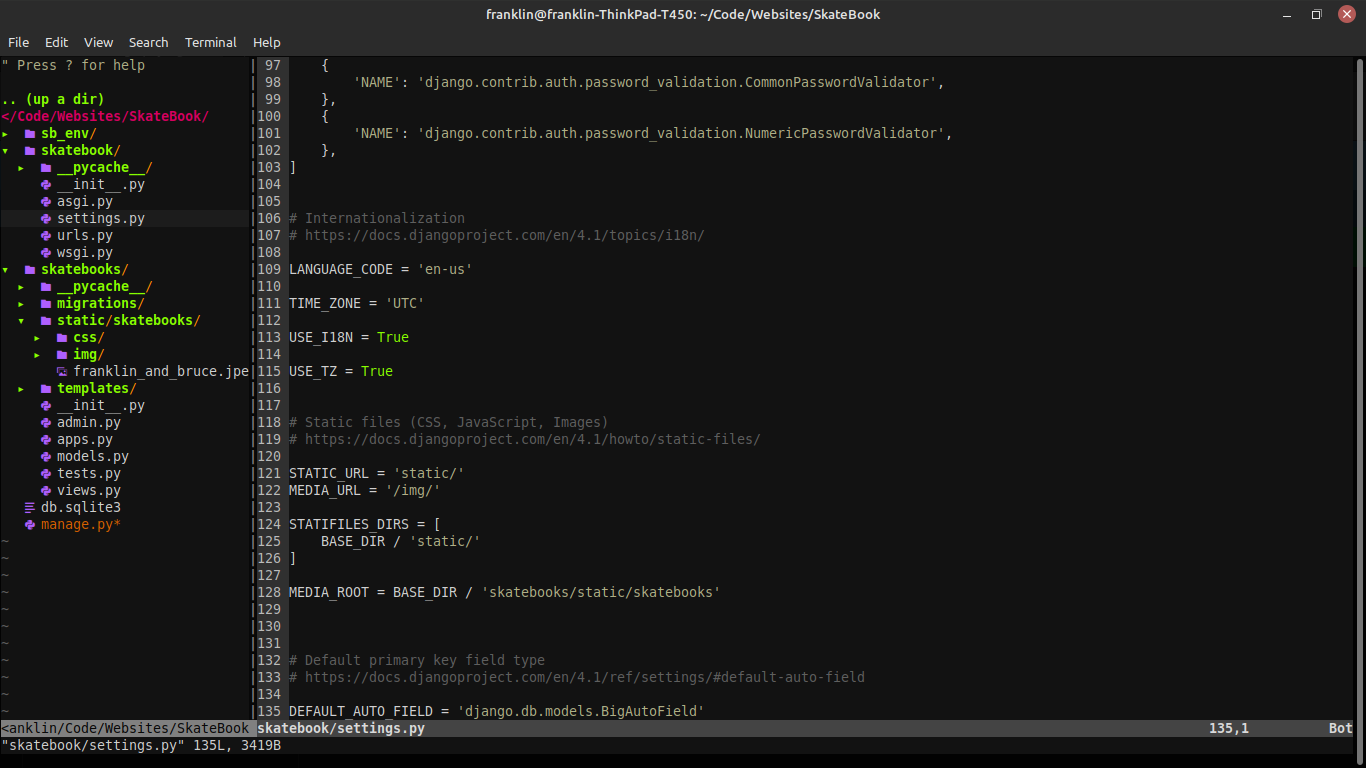 franklin@franklin-ThinkPad-T450: ~/Code/Websites/SkateBook
File Edit View Search Terminal Help
" Press ? for help
.. (up a dir)
</Code/Websites/SkateBook/
▸ sb_env/
▾ skatebook/
▸ __pycache__/
__init__.py
asgi.py
settings.py
urls.py
wsgi.py
▾ skatebooks/
▸ __pycache__/
▸ migrations/
▾ static/skatebooks/
▸ css/
▸ img/
franklin_and_bruce.jpe
▸ templates/
__init__.py
admin.py
apps.py
models.py
tests.py
views.py
db.sqlite3
manage.py*
~
~
~
~
~
~
~
~
~
~
~
97     {
98         'NAME': 'django.contrib.auth.password_validation.CommonPasswordValidator',
99     },
100     {
101         'NAME': 'django.contrib.auth.password_validation.NumericPasswordValidator',
102     },
103 ]
104
105
106 # Internationalization
107 # https://docs.djangoproject.com/en/4.1/topics/i18n/
108
109 LANGUAGE_CODE = 'en-us'
110
111 TIME_ZONE = 'UTC'
112
113 USE_I18N = True
114
115 USE_TZ = True
116
117
118 # Static files (CSS, JavaScript, Images)
119 # https://docs.djangoproject.com/en/4.1/howto/static-files/
120
121 STATIC_URL = 'static/'
122 MEDIA_URL = '/img/'
123
124 STATIFILES_DIRS = [
125     BASE_DIR / 'static/'
126 ]
127
128 MEDIA_ROOT = BASE_DIR / 'skatebooks/static/skatebooks'
129
130
131
132 # Default primary key field type
133 # https://docs.djangoproject.com/en/4.1/ref/settings/#default-auto-field
134
135 DEFAULT_AUTO_FIELD = 'django.db.models.BigAutoField'
<anklin/Code/Websites/SkateBook skatebook/settings.py 135,1 Bot
"skatebook/settings.py" 135L, 3419B